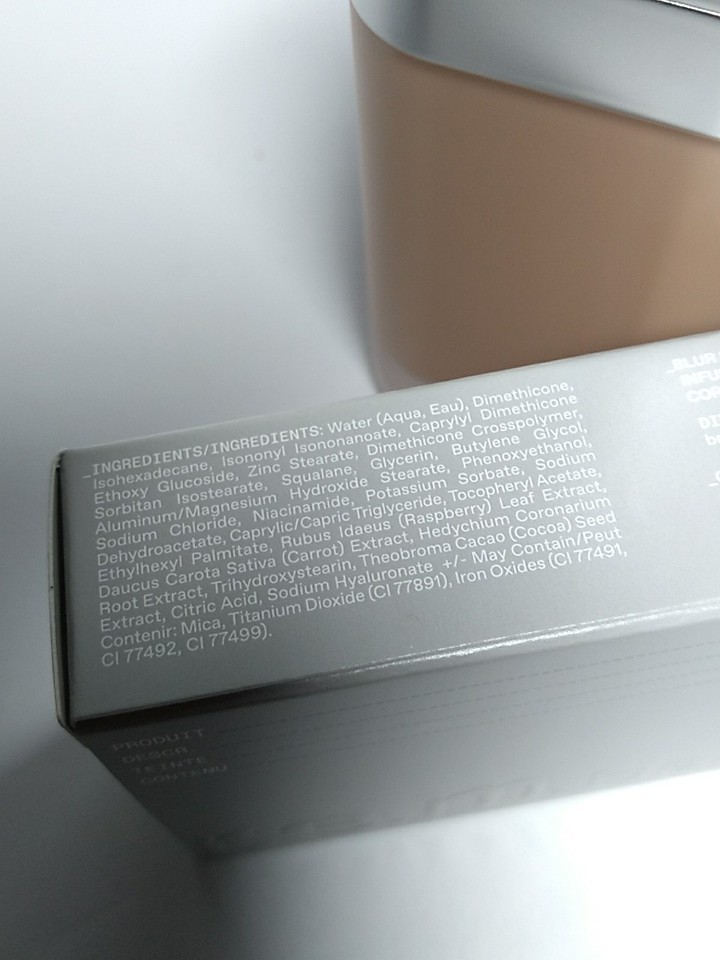 _INGREDIENTS/INGREDIENTS: Water (Aqua, Eau), Dimethicone,
Isohexadecane, Isononyl Isononanoate, Caprylyl Dimethicone
Ethoxy Glucoside, Zinc Stearate, Dimethicone Crosspolymer,
Sorbitan Isostearate, Squalane, Glycerin, Butylene Glycol,
Aluminum/Magnesium Hydroxide Stearate, Phenoxyethanol,
Sodium Chloride, Niacinamide, Potassium Sorbate, Sodium
Dehydroacetate, Caprylic/Capric Triglyceride, Tocopheryl Acetate,
Ethylhexyl Palmitate, Rubus Idaeus (Raspberry) Leaf Extract,
Daucus Carota Sativa (Carrot) Extract, Hedychium Coronarium
Root Extract, Trihydroxystearin, Theobroma Cacao (Cocoa) Seed
Extract, Citric Acid, Sodium Hyaluronate +/- May Contain/Peut
Contenir: Mica, Titanium Dioxide (CI 77891), Iron Oxides (CI 77491,
CI 77492, CI 77499).
_BLUR
PRODUIT
DESCR
TEINTE
CONTENU